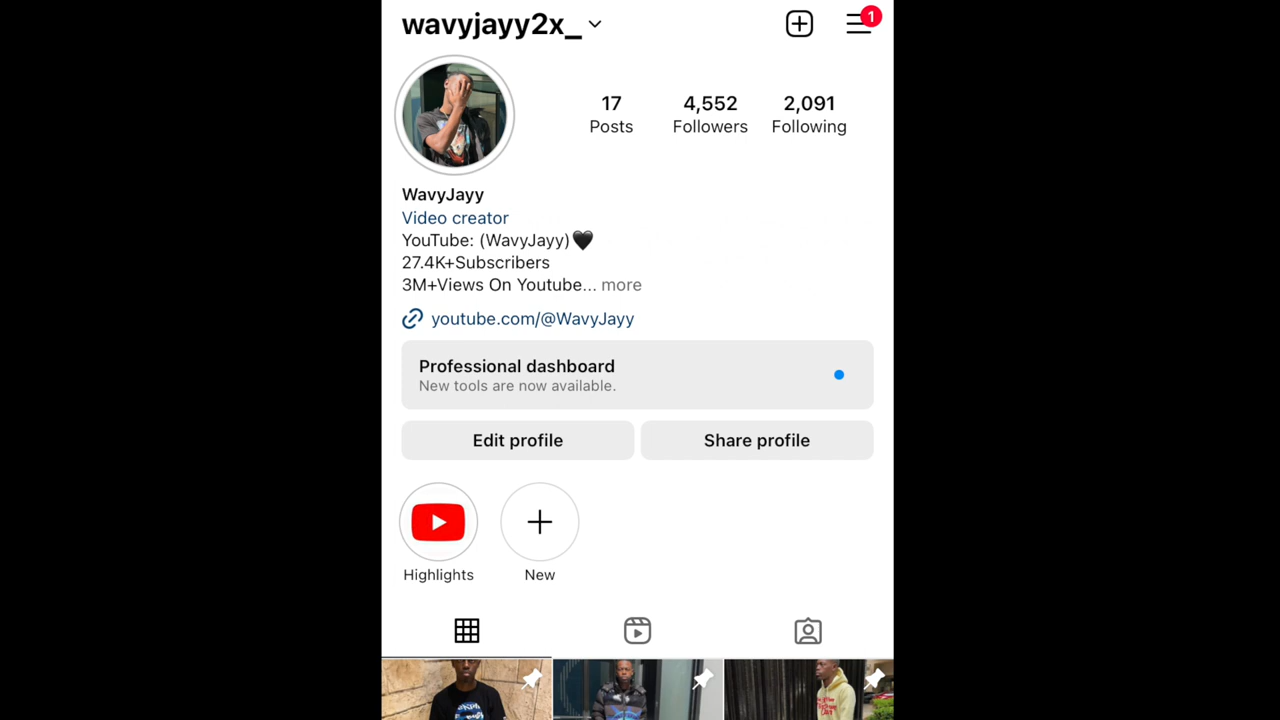 wavyjayy2x_
1
17
Posts
4,552
Followers
2,091
Following
WavyJayy
Video creator
YouTube: (WavyJayy)🖤
27.4K+Subscribers
3M+Views On Youtube... more
youtube.com/@WavyJayy
Professional dashboard
New tools are now available.
Edit profile
Share profile
Highlights
New